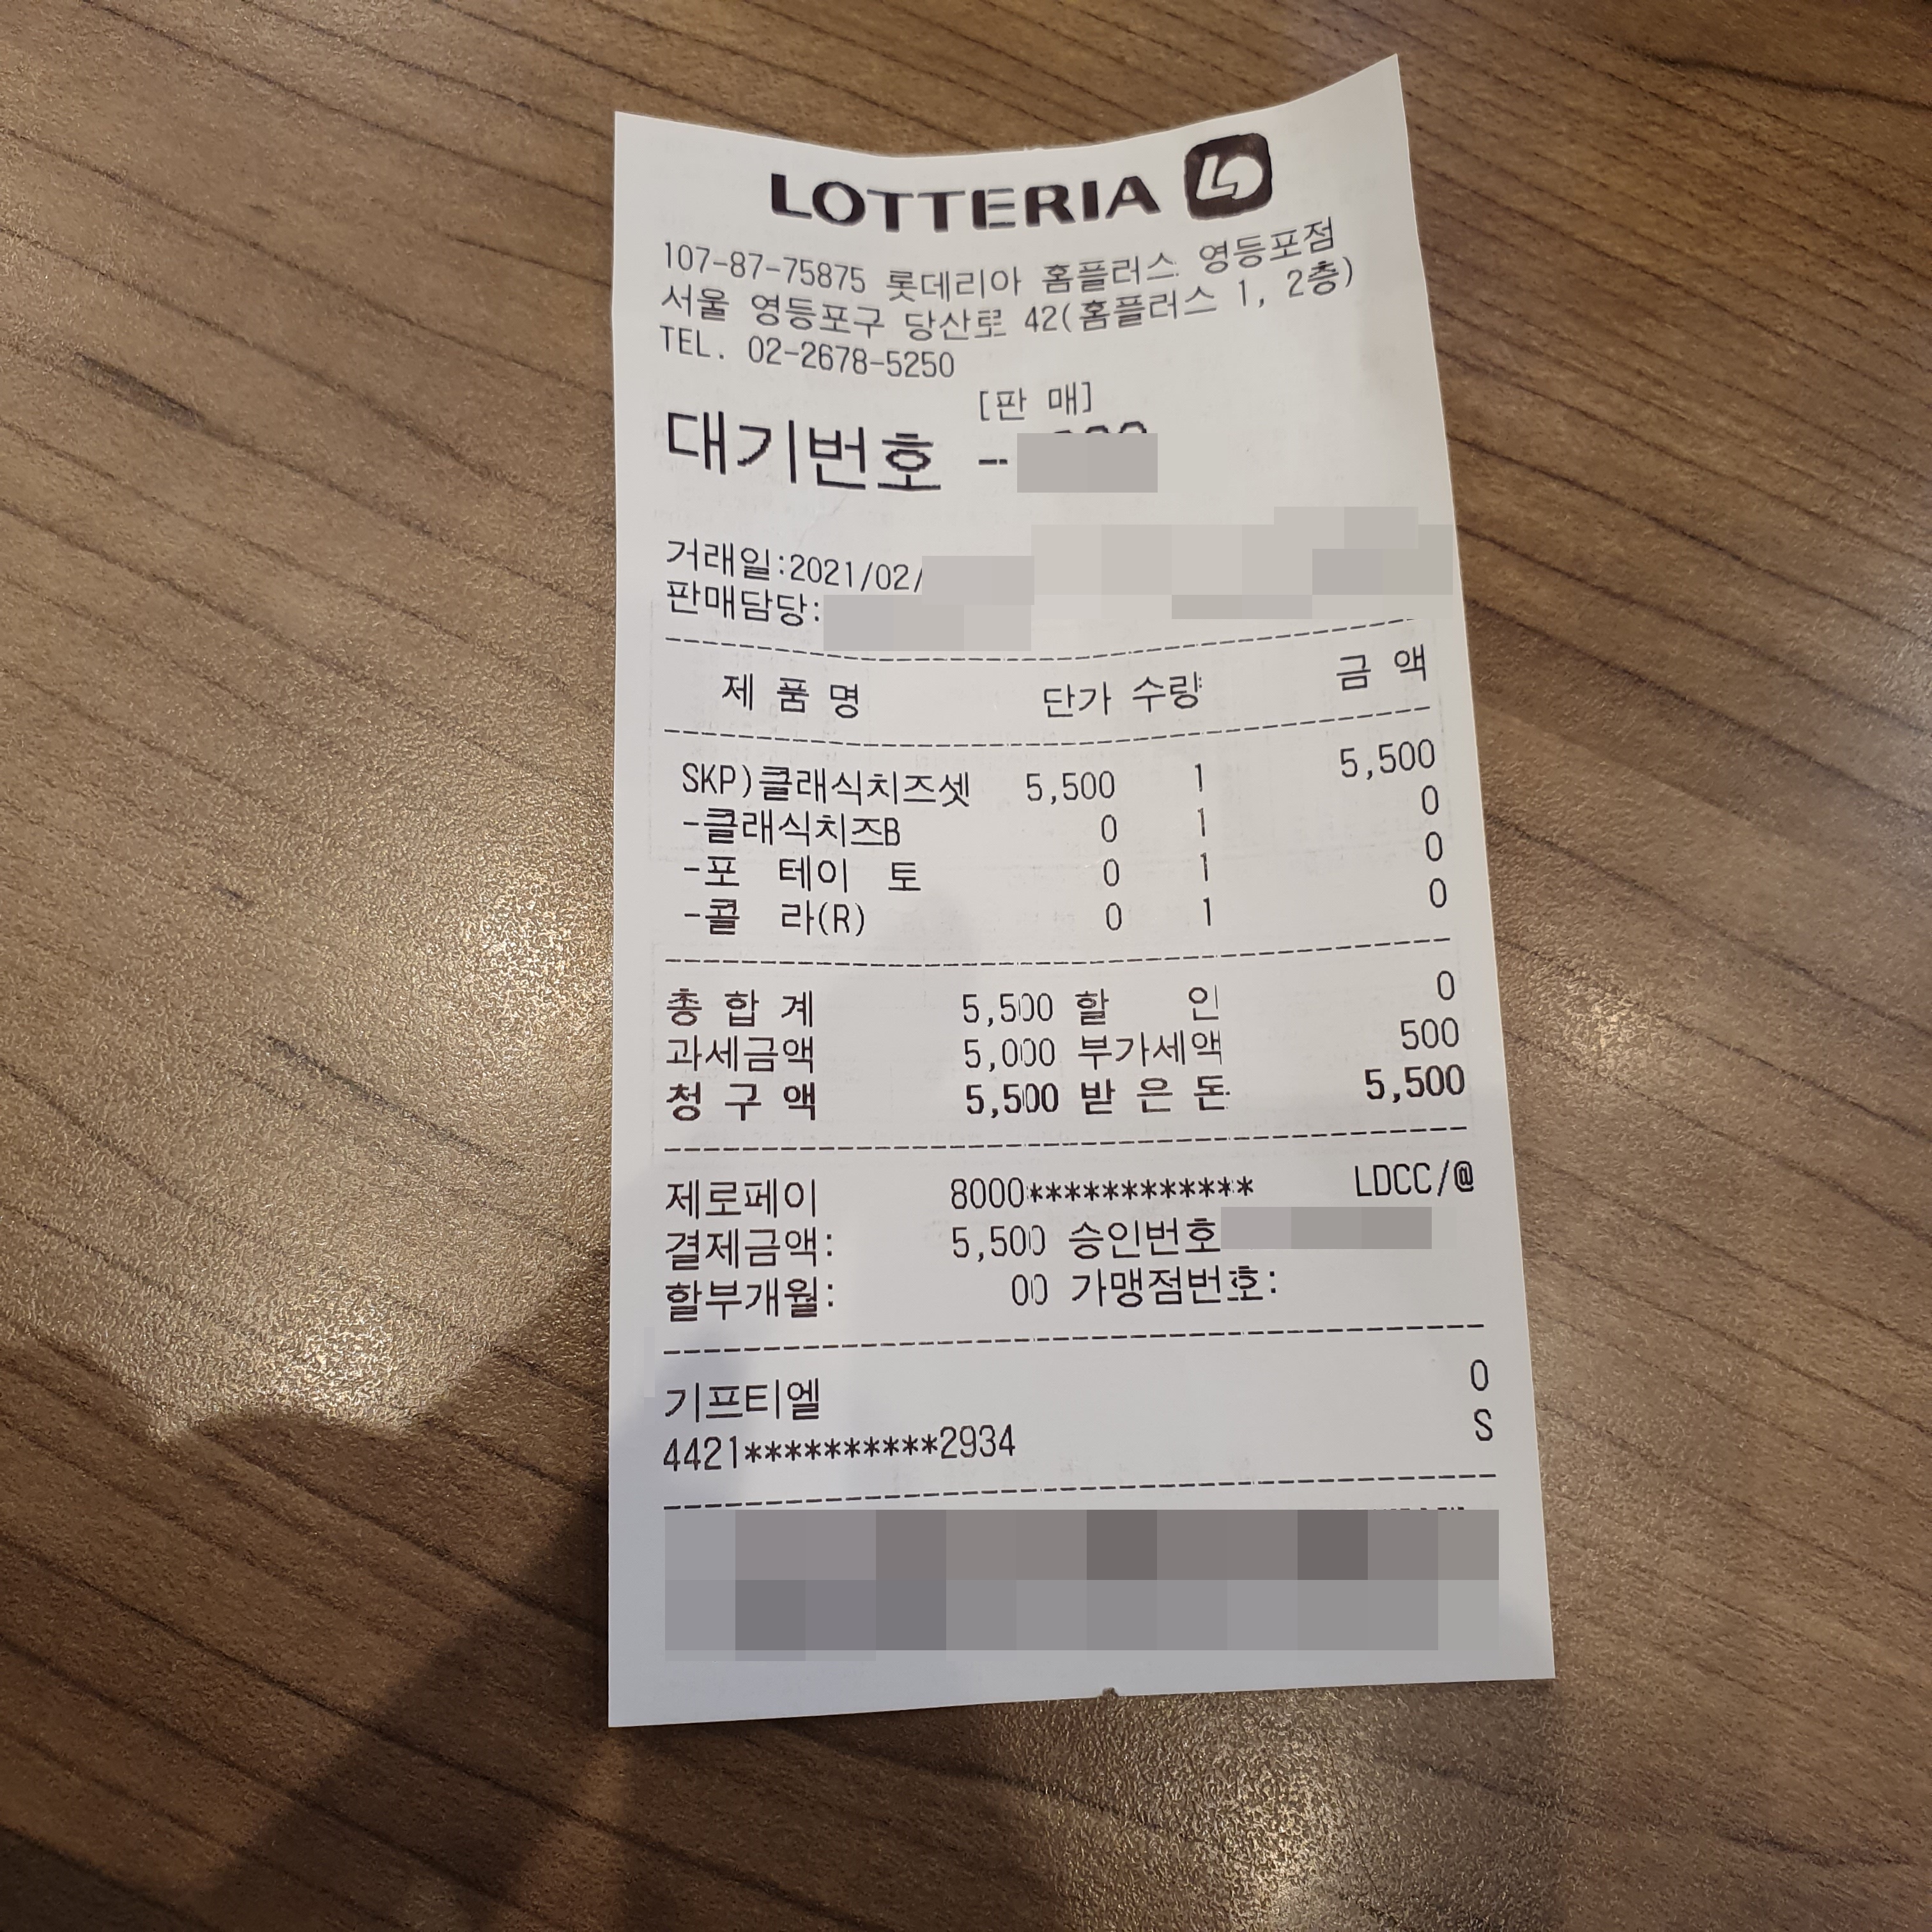 LOTTERIA
107-87-75875 롯데리아 홈플러스 영등포점
서울 영등포구 당산로 42(홈플러스 1, 2층)
TEL. 02-2678-5250
[판 매]
대기번호 -
거래일:2021/02/
판매담당:
제 품 명 단가 수량 금 액
SKP)클래식치즈셋 5,500 1 5,500
-클래식치즈B 0 1 0
-포 테이 토 0 1 0
-콜 라(R) 0 1 0
총 합 계 5,500 할 인 0
과세금액 5,000 부가세액 500
청 구 액 5,500 받 은 돈 5,500
제로페이 8000************ LDCC/@
결제금액: 5,500 승인번호
할부개월: 00 가맹점번호:
기프티엘 0
4421**********2934 S